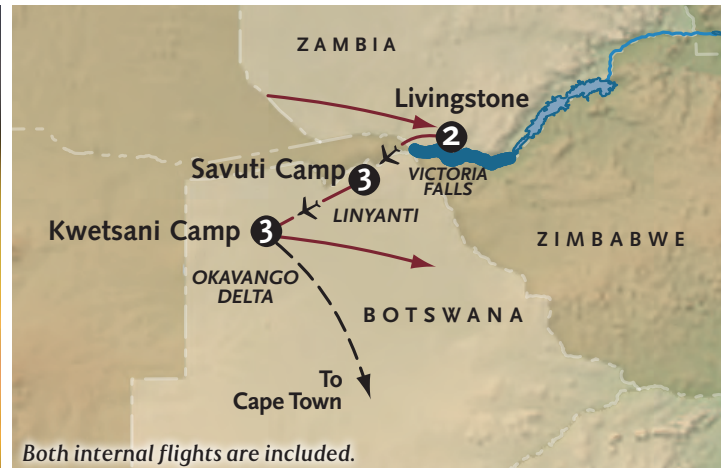 ZAMBIA
Livingstone
2
Savuti Camp
3
VICTORIA
FALLS
LINYANTI
Kwetsani Camp
3
ZIMBABWE
OKAVANGO
DELTA
BOTSWANA
To
Cape Town
Both internal flights are included.